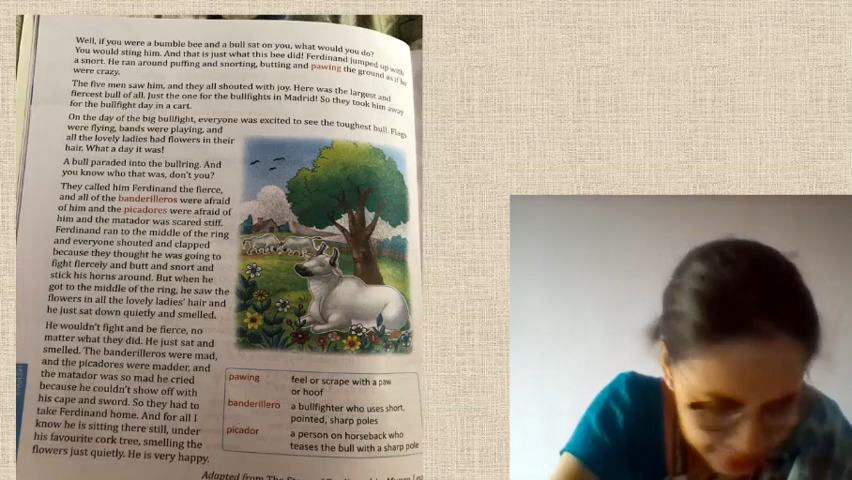 Well, if you were a bumble bee and a bull sat on you, what would you do?
You would sting him. And that is just what this bee did! Ferdinand jumped up with
a snort. He ran around puffing and snorting, butting and pawing the ground as if he
were crazy.
The five men saw him, and they all shouted with joy. Here was the largest and
fiercest bull of all. Just the one for the bullfights in Madrid! So they took him away
for the bullfight day in a cart.
On the day of the big bullfight, everyone was excited to see the toughest bull. Flags
were flying, bands were playing, and
all the lovely ladies had flowers in their
hair. What a day it was!
A bull paraded into the bullring. And
you know who that was, don't you?
They called him Ferdinand the fierce,
and all of the banderilleros were afraid
of him and the picadores were afraid of
him and the matador was scared stiff.
Ferdinand ran to the middle of the ring
and everyone shouted and clapped
because they thought he was going to
fight fiercely and butt and snort and
stick his horns around. But when he
got to the middle of the ring, he saw the
flowers in all the lovely ladies' hair and
he just sat down quietly and smelled.
He wouldn't fight and be fierce, no
matter what they did. He just sat and
smelled. The banderilleros were mad,
and the picadores were madder, and
the matador was so mad he cried
because he couldn't show off with
his cape and sword. So they had to
take Ferdinand home. And for all I
know he is sitting there still, under
his favourite cork tree, smelling the
flowers just quietly. He is very happy.
pawing feel or scrape with a paw
or hoof
banderillero a bullfighter who uses short,
pointed, sharp poles
picador a person on horseback who
teases the bull with a sharp pole
Adapted from The